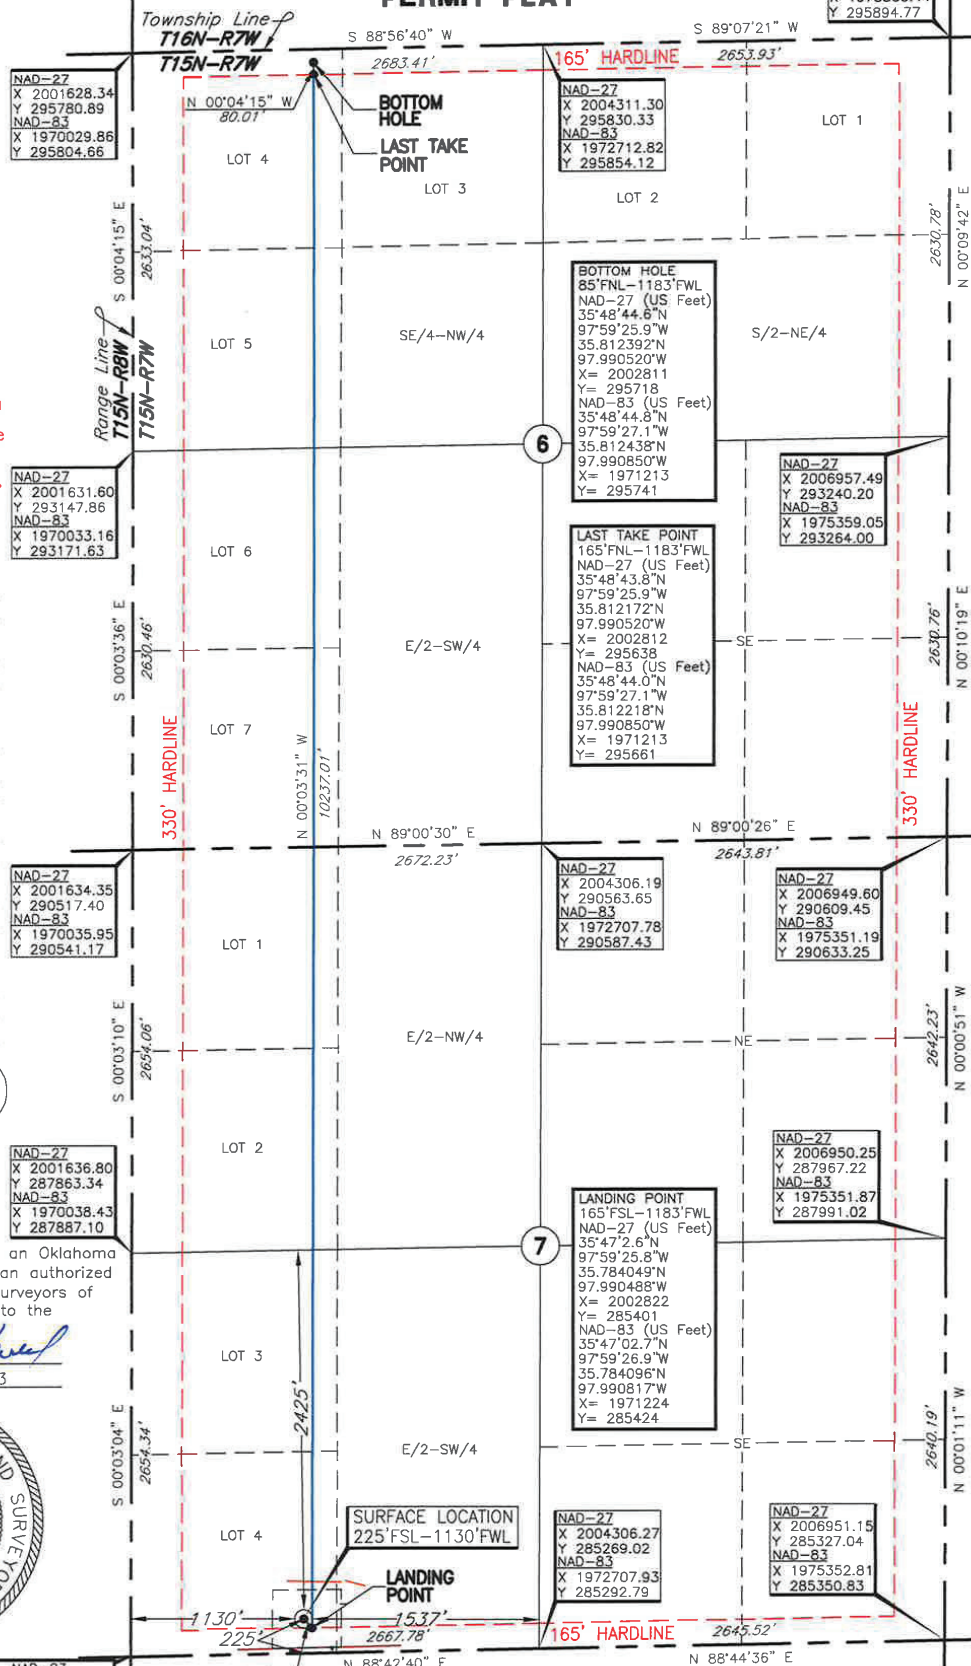 PERMIT PLAT
Y 295894.77
Township Line
T16N-R7W
T15N-R7W
S 88°56'40" W
2683.41'
S 89°07'21" W
2653.93'
165' HARDLINE
NAD-27
X 2001628.34
Y 295780.89
NAD-83
X 1970029.86
Y 295804.66
N 00°04'15" W
80.01'
BOTTOM
HOLE
LAST TAKE
POINT
NAD-27
X 2004311.30
Y 295830.33
NAD-83
X 1972712.82
Y 295854.12
LOT 1
LOT 4
LOT 3
LOT 2
S 00°04'15" E
2633.04'
2630.78'
N 00°09'42" E
Range Line
T15N-R8W
T15N-R7W
LOT 5
SE/4-NW/4
S/2-NE/4
BOTTOM HOLE
85'FNL-1183'FWL
NAD-27 (US Feet)
35°48'44.6"N
97°59'25.9"W
35.812392°N
97.990520°W
X= 2002811
Y= 295718
NAD-83 (US Feet)
35°48'44.8"N
97°59'27.1"W
35.812438°N
97.990850°W
X= 1971213
Y= 295741
6
NAD-27
X 2001631.60
Y 293147.86
NAD-83
X 1970033.16
Y 293171.63
NAD-27
X 2006957.49
Y 293240.20
NAD-83
X 1975359.05
Y 293264.00
LOT 6
LAST TAKE POINT
165'FNL-1183'FWL
NAD-27 (US Feet)
35°48'43.8"N
97°59'25.9"W
35.812172°N
97.990520°W
X= 2002812
Y= 295638
NAD-83 (US Feet)
35°48'44.0"N
97°59'27.1"W
35.812218°N
97.990850°W
X= 1971213
Y= 295661
S 00°03'36" E
2630.46'
E/2-SW/4
SE
2630.76'
N 00°10'19" E
LOT 7
330' HARDLINE
N 00°03'31" W
10237.01'
330' HARDLINE
N 89°00'30" E
2672.23'
N 89°00'26" E
2643.81'
NAD-27
X 2001634.35
Y 290517.40
NAD-83
X 1970035.95
Y 290541.17
NAD-27
X 2004306.19
Y 290563.65
NAD-83
X 1972707.78
Y 290587.43
NAD-27
X 2006949.60
Y 290609.45
NAD-83
X 1975351.19
Y 290633.25
LOT 1
S 00°03'10" E
2654.06'
E/2-NW/4
NE
2642.23'
N 00°00'51" W
LOT 2
NAD-27
X 2001636.80
Y 287863.34
NAD-83
X 1970038.43
Y 287887.10
NAD-27
X 2006950.25
Y 287967.22
NAD-83
X 1975351.87
Y 287991.02
an Oklahoma
an authorized
urveyors of
to the
3
7
LANDING POINT
165'FSL-1183'FWL
NAD-27 (US Feet)
35°47'2.6"N
97°59'25.8"W
35.784049°N
97.990488°W
X= 2002822
Y= 285401
NAD-83 (US Feet)
35°47'02.7"N
97°59'26.9"W
35.784096°N
97.990817°W
X= 1971224
Y= 285424
LOT 3
2425'
S 00°03'04" E
2654.34'
E/2-SW/4
SE
2640.19'
N 00°01'11" W
ND SURVEYO
LOT 4
SURFACE LOCATION
225'FSL-1130'FWL
LANDING
POINT
NAD-27
X 2004306.27
Y 285269.02
NAD-83
X 1972707.93
Y 285292.79
NAD-27
X 2006951.15
Y 285327.04
NAD-83
X 1975352.81
Y 285350.83
1130'
1537'
225'
2667.78'
165' HARDLINE
2645.52'
N 88°42'40" E
N 88°44'36" E